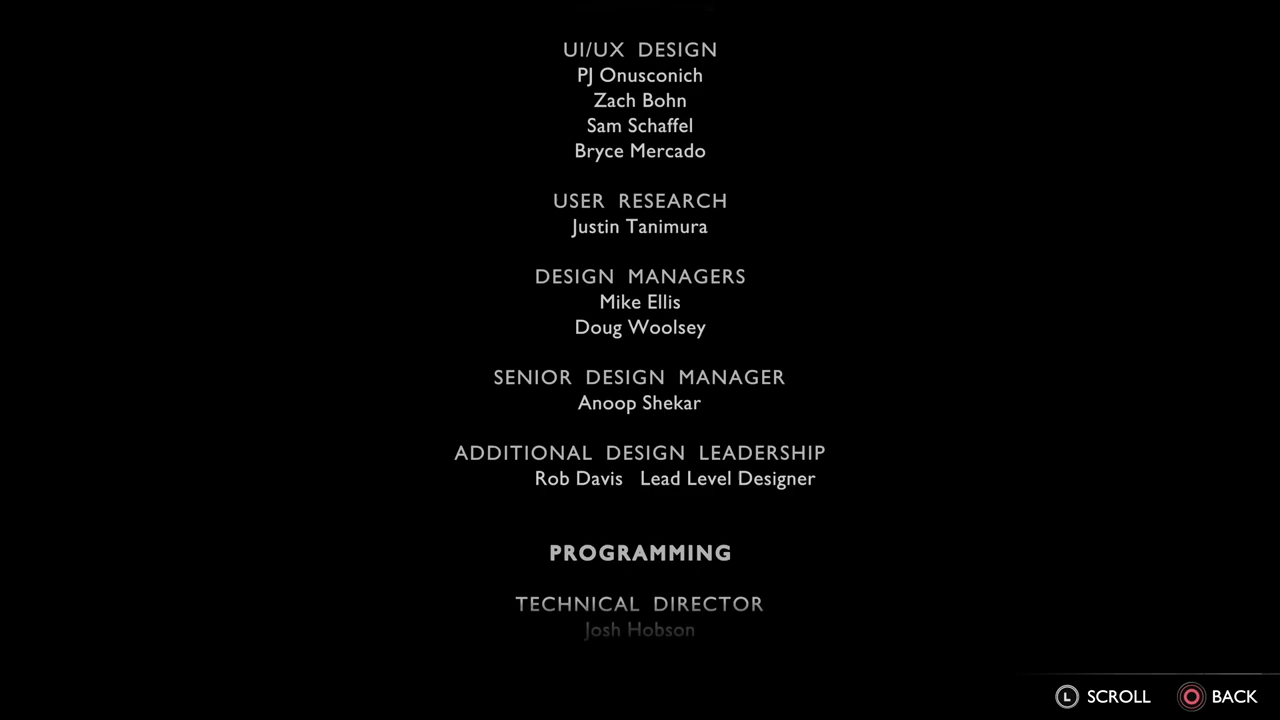 UI/UX DESIGN
PJ Onusconich
Zach Bohn
Sam Schaffel
Bryce Mercado
USER RESEARCH
Justin Tanimura
DESIGN MANAGERS
Mike Ellis
Doug Woolsey
SENIOR DESIGN MANAGER
Anoop Shekar
ADDITIONAL DESIGN LEADERSHIP
Rob Davis Lead Level Designer
PROGRAMMING
TECHNICAL DIRECTOR
Josh Hobson
L SCROLL BACK